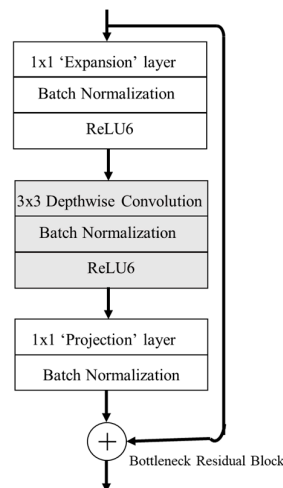 1x1 ‘Expansion’ layer
Batch Normalization
ReLU6
3x3 Depthwise Convolution
Batch Normalization
ReLU6
1x1 ‘Projection’ layer
Batch Normalization
+
Bottleneck Residual Block